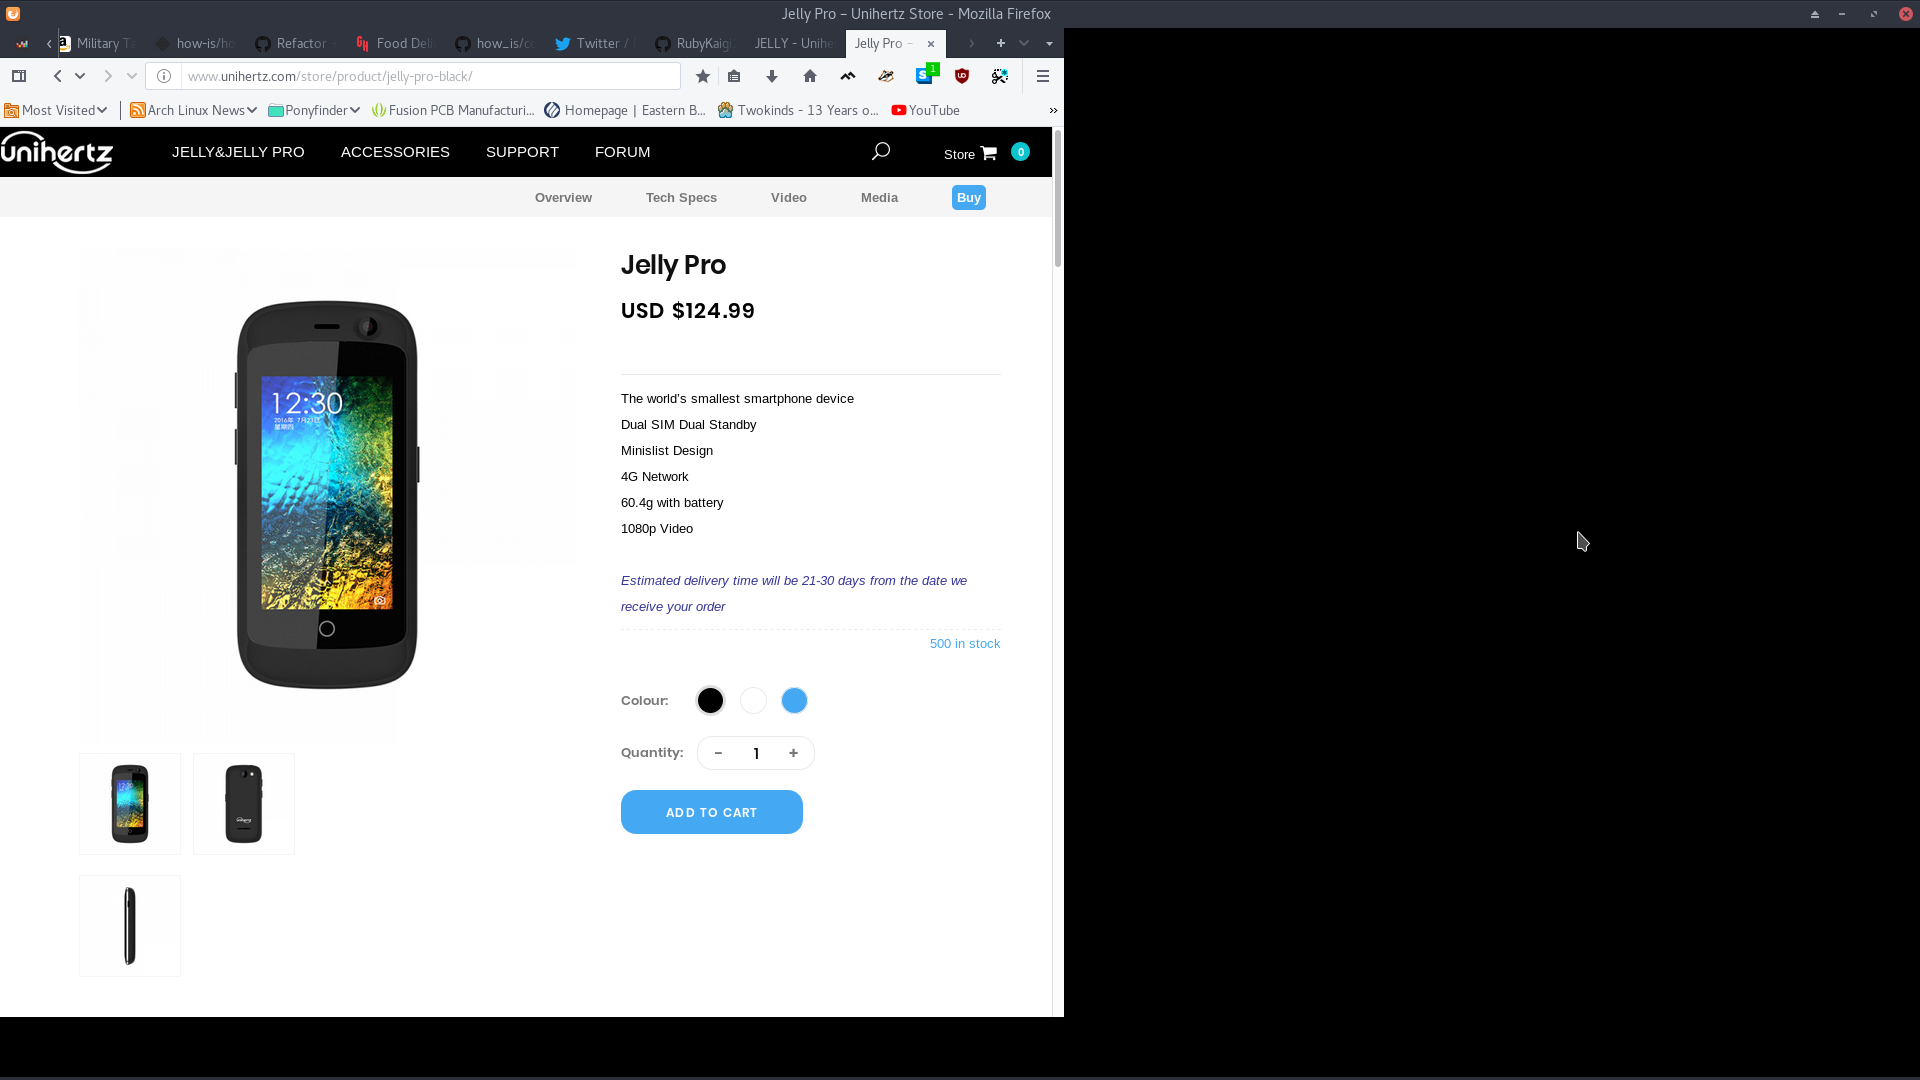 Jelly Pro – Unihertz Store - Mozilla Firefox
Military Ta
how-is/ho
Refactor
Food Deli
how_is/co
Twitter /
RubyKaigi
JELLY - Unihe
Jelly Pro –
www.unihertz.com/store/product/jelly-pro-black/
1
Most Visited
Arch Linux News
Ponyfinder
Fusion PCB Manufacturi...
Homepage | Eastern B...
Twokinds - 13 Years o...
YouTube
unihertz
JELLY&JELLY PRO
ACCESSORIES
SUPPORT
FORUM
Store
0
Overview
Tech Specs
Video
Media
Buy
Jelly Pro
USD $124.99
12:30
The world’s smallest smartphone device
Dual SIM Dual Standby
Minislist Design
4G Network
60.4g with battery
1080p Video
Estimated delivery time will be 21-30 days from the date we
receive your order
500 in stock
Colour:
Quantity:
- 1 +
ADD TO CART